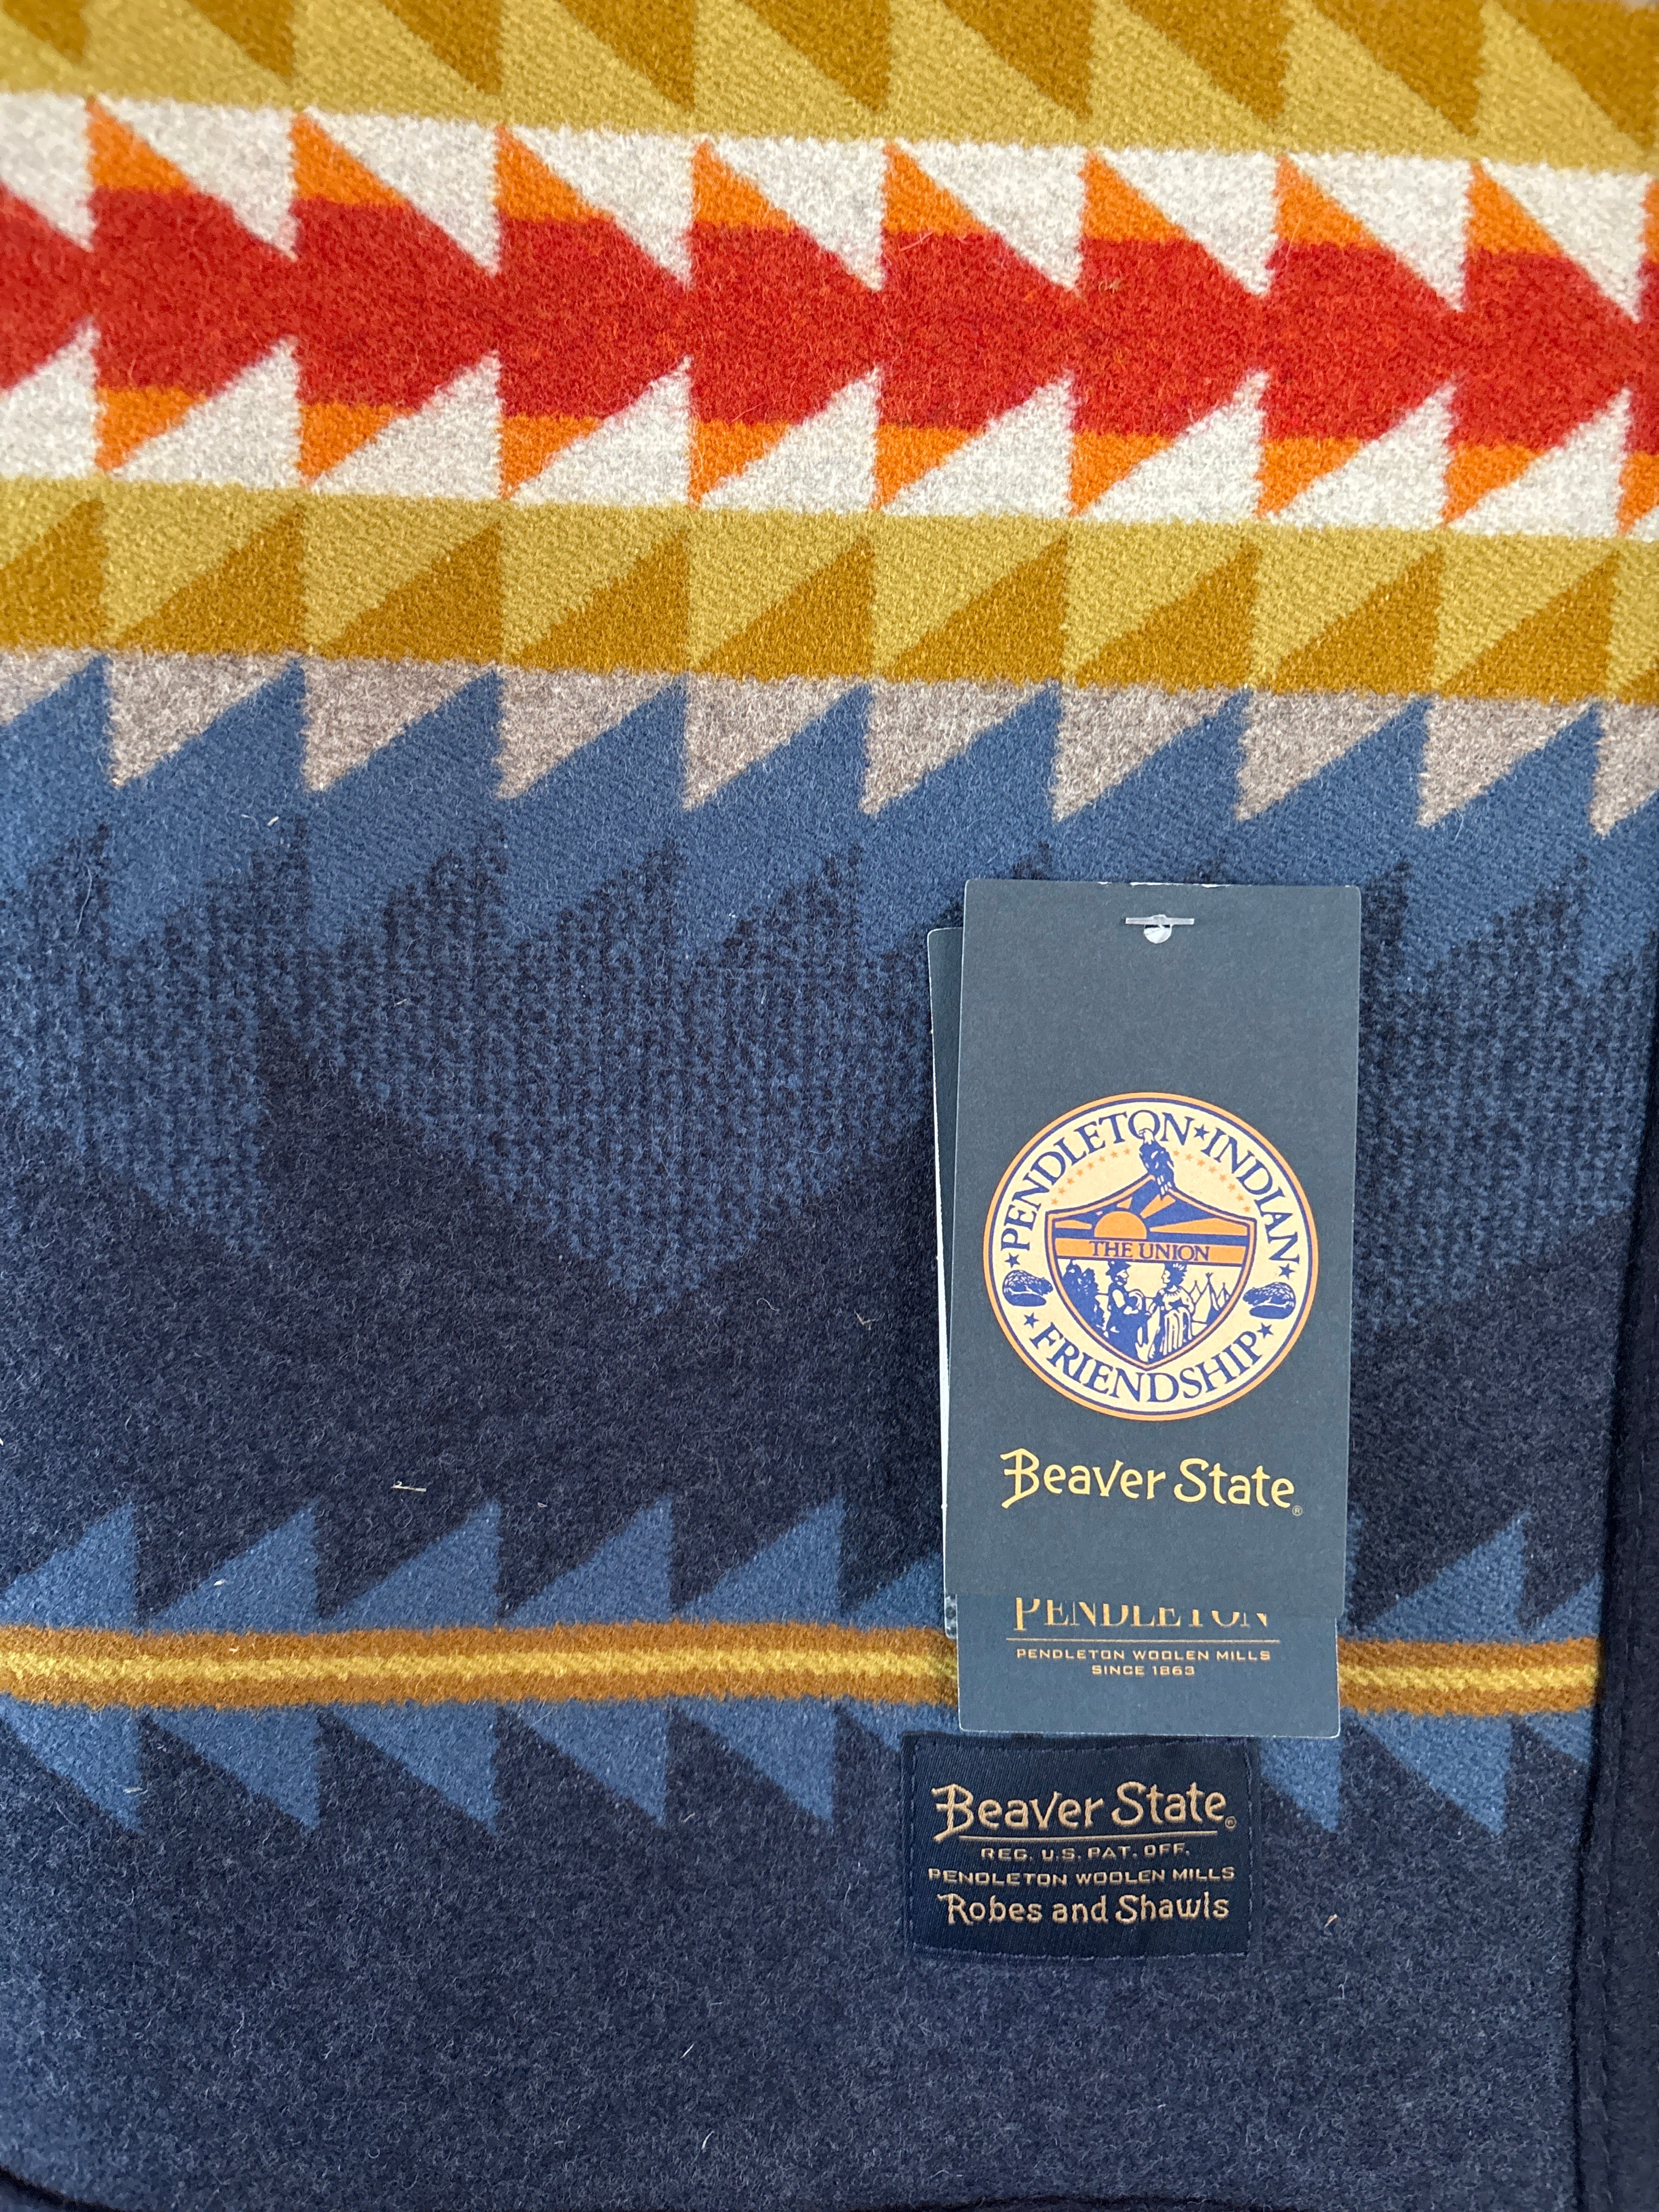 PENDLETON★INDIAN
THE UNION
★FRIENDSHIP★
Beaver State®
PENDLETON
PENDLETON WOOLEN MILLS
SINCE 1863
Beaver State®
REG. U.S. PAT. OFF.
PENDLETON WOOLEN MILLS
Robes and Shawls